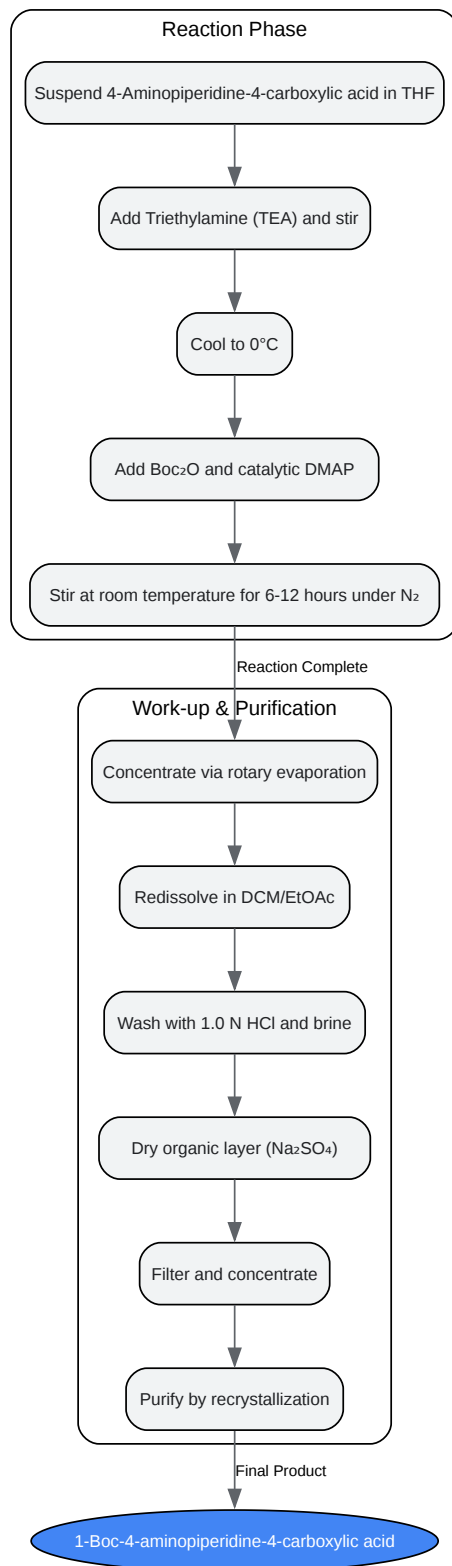 Reaction Phase
Suspend 4-Aminopiperidine-4-carboxylic acid in THF
Add Triethylamine (TEA) and stir
Cool to 0°C
Add Boc₂O and catalytic DMAP
Stir at room temperature for 6-12 hours under N₂
Reaction Complete
Work-up & Purification
Concentrate via rotary evaporation
Redissolve in DCM/EtOAc
Wash with 1.0 N HCl and brine
Dry organic layer (Na₂SO₄)
Filter and concentrate
Purify by recrystallization
Final Product
1-Boc-4-aminopiperidine-4-carboxylic acid